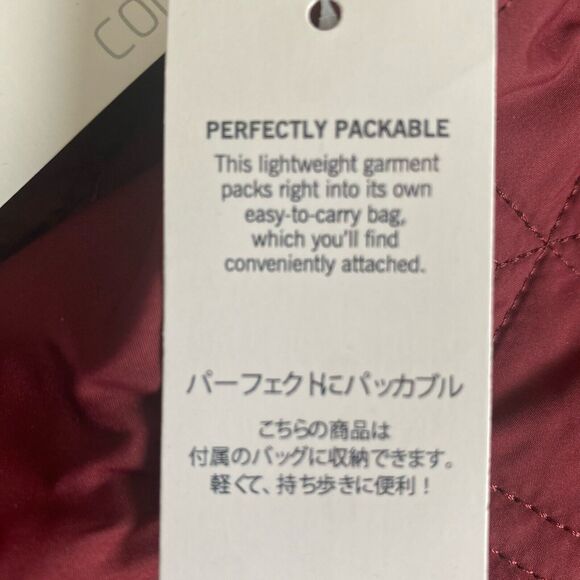 PERFECTLY PACKABLE
This lightweight garment
packs right into its own
easy-to-carry bag,
which you'll find
conveniently attached.
パーフェクトにパッカブル
こちらの商品は
付属のバッグに収納できます。
軽くて、持ち歩きに便利！